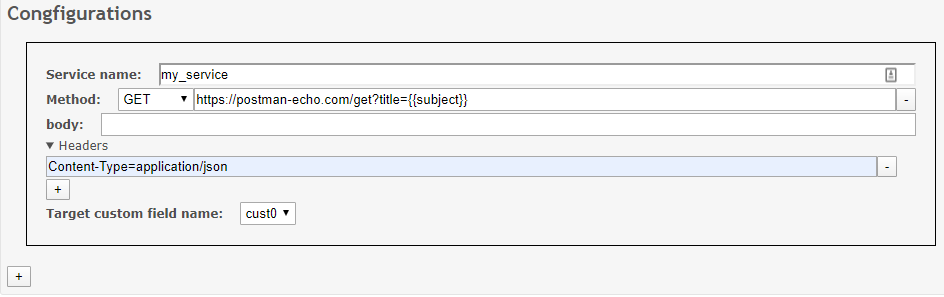 Congfigurations
Service name: my_service
Method: GET https://postman-echo.com/get?title={{subject}} -
body:
▼ Headers
Content-Type=application/json -
+
Target custom field name: cust0
+